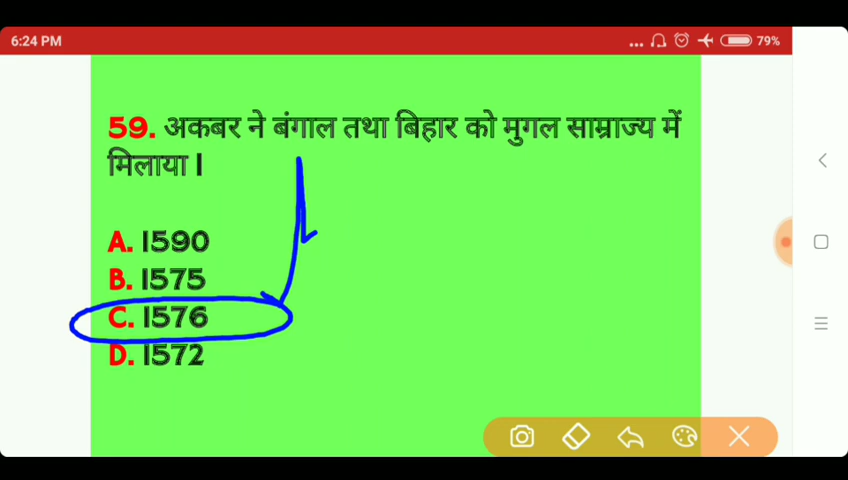 6:24 PM
... 79%
59. अकबर ने बंगाल तथा बिहार को मुगल साम्राज्य में
मिलाया।
A. 1590
B. 1575
C. 1576
D. 1572